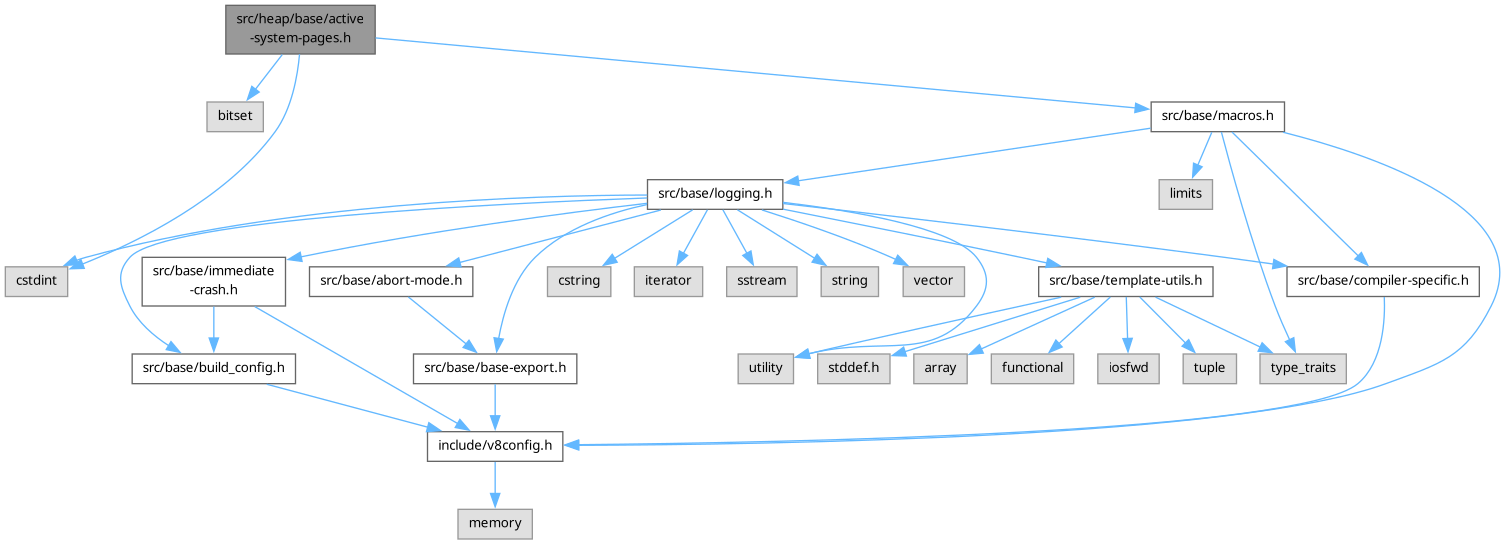 src/heap/base/active
-system-pages.h
bitset
src/base/macros.h
src/base/logging.h
limits
cstdint
src/base/immediate
-crash.h
src/base/abort-mode.h
cstring
iterator
sstream
string
vector
src/base/template-utils.h
src/base/compiler-specific.h
src/base/build_config.h
src/base/base-export.h
utility
stddef.h
array
functional
iosfwd
tuple
type_traits
include/v8config.h
memory